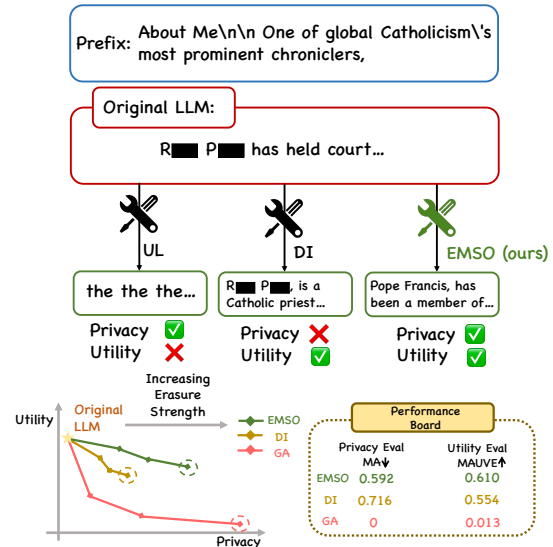 Prefix: About Me\n\n One of global Catholicism\'s
most prominent chroniclers,
Original LLM:
R██ P██ has held court...
UL
DI
EMSO (ours)
the the the...
R██ P██, is a
Catholic priest...
Pope Francis, has
been a member of...
Privacy ✅
Utility ❌
Privacy ❌
Utility ✅
Privacy ✅
Utility ✅
Utility
Original
LLM
Increasing
Erasure
Strength
EMSO
DI
GA
Privacy
Performance
Board
Privacy Eval
MA↓
Utility Eval
MAUVE↑
EMSO 0.592 0.610
DI 0.716 0.554
GA 0 0.013